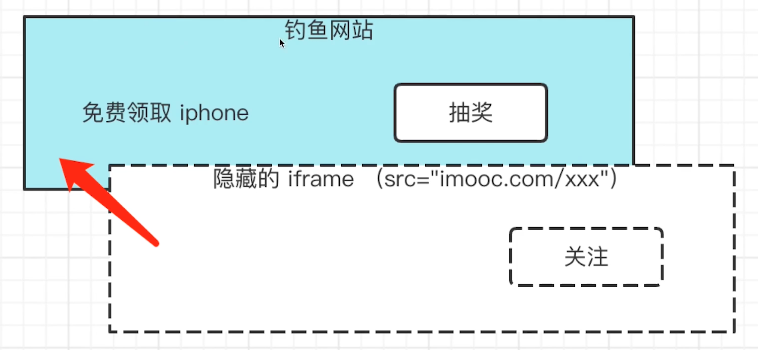 钓鱼网站
免费领取 iphone
抽奖
隐藏的 iframe （src="imooc.com/xxx"）
关注